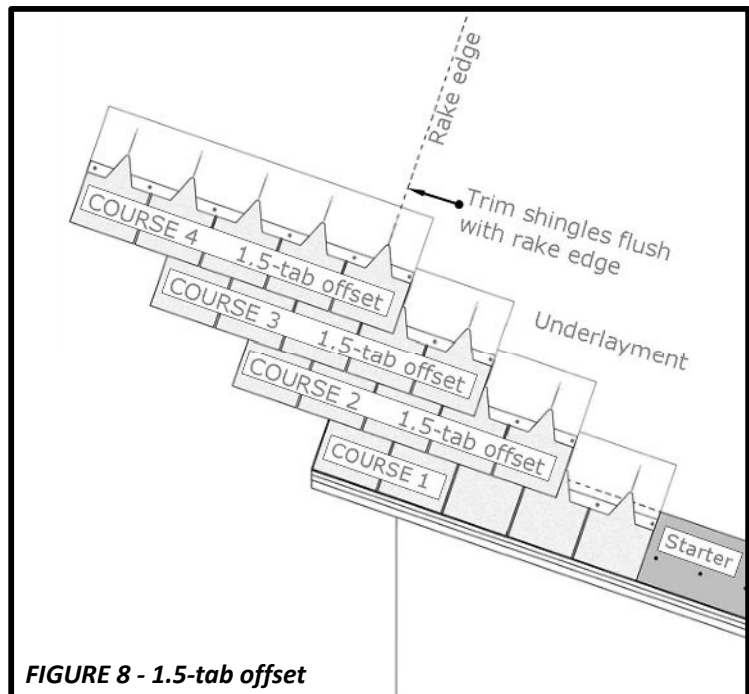 Rake edge
Trim shingles flush
with rake edge
COURSE 4 1.5-tab offset
Underlayment
COURSE 3 1.5-tab offset
COURSE 2 1.5-tab offset
COURSE 1
Starter
FIGURE 8 - 1.5-tab offset